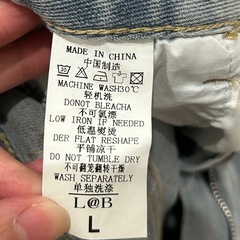 MADE IN CHINA
中国制造
MACHINE WASH30℃
轻机洗
DONOT BLEACHA
不可氯漂
LOW IRON IF NEEDED
低温熨烫
DER FLAT RESHAPE
平铺凉干
DO NOT TUMBLE DRY
不可翻笼翻转干燥
WASH SEPARATELY
单独洗涤
L@B
L